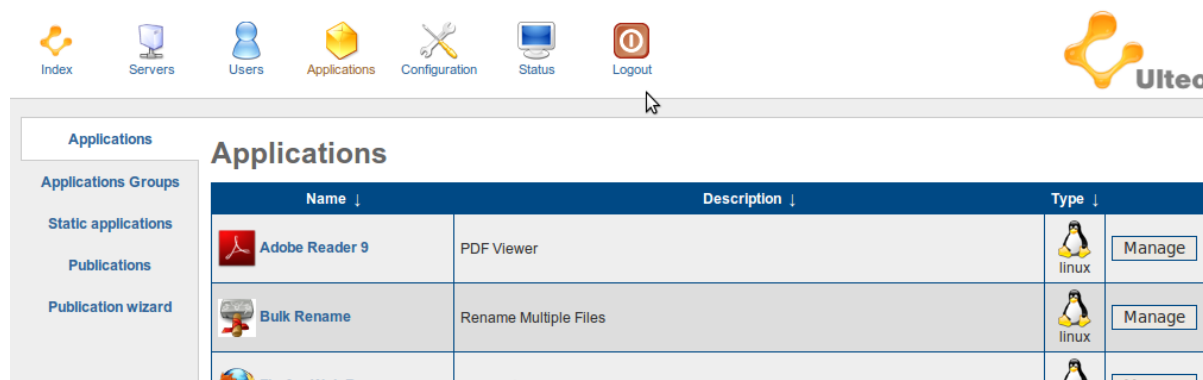 Index Servers Users Applications Configuration Status Logout
Ulteo
Applications
Applications Groups
Static applications
Publications
Publication wizard
Applications
Name ↓ Description ↓ Type ↓
Adobe Reader 9 PDF Viewer linux Manage
Bulk Rename Rename Multiple Files linux Manage